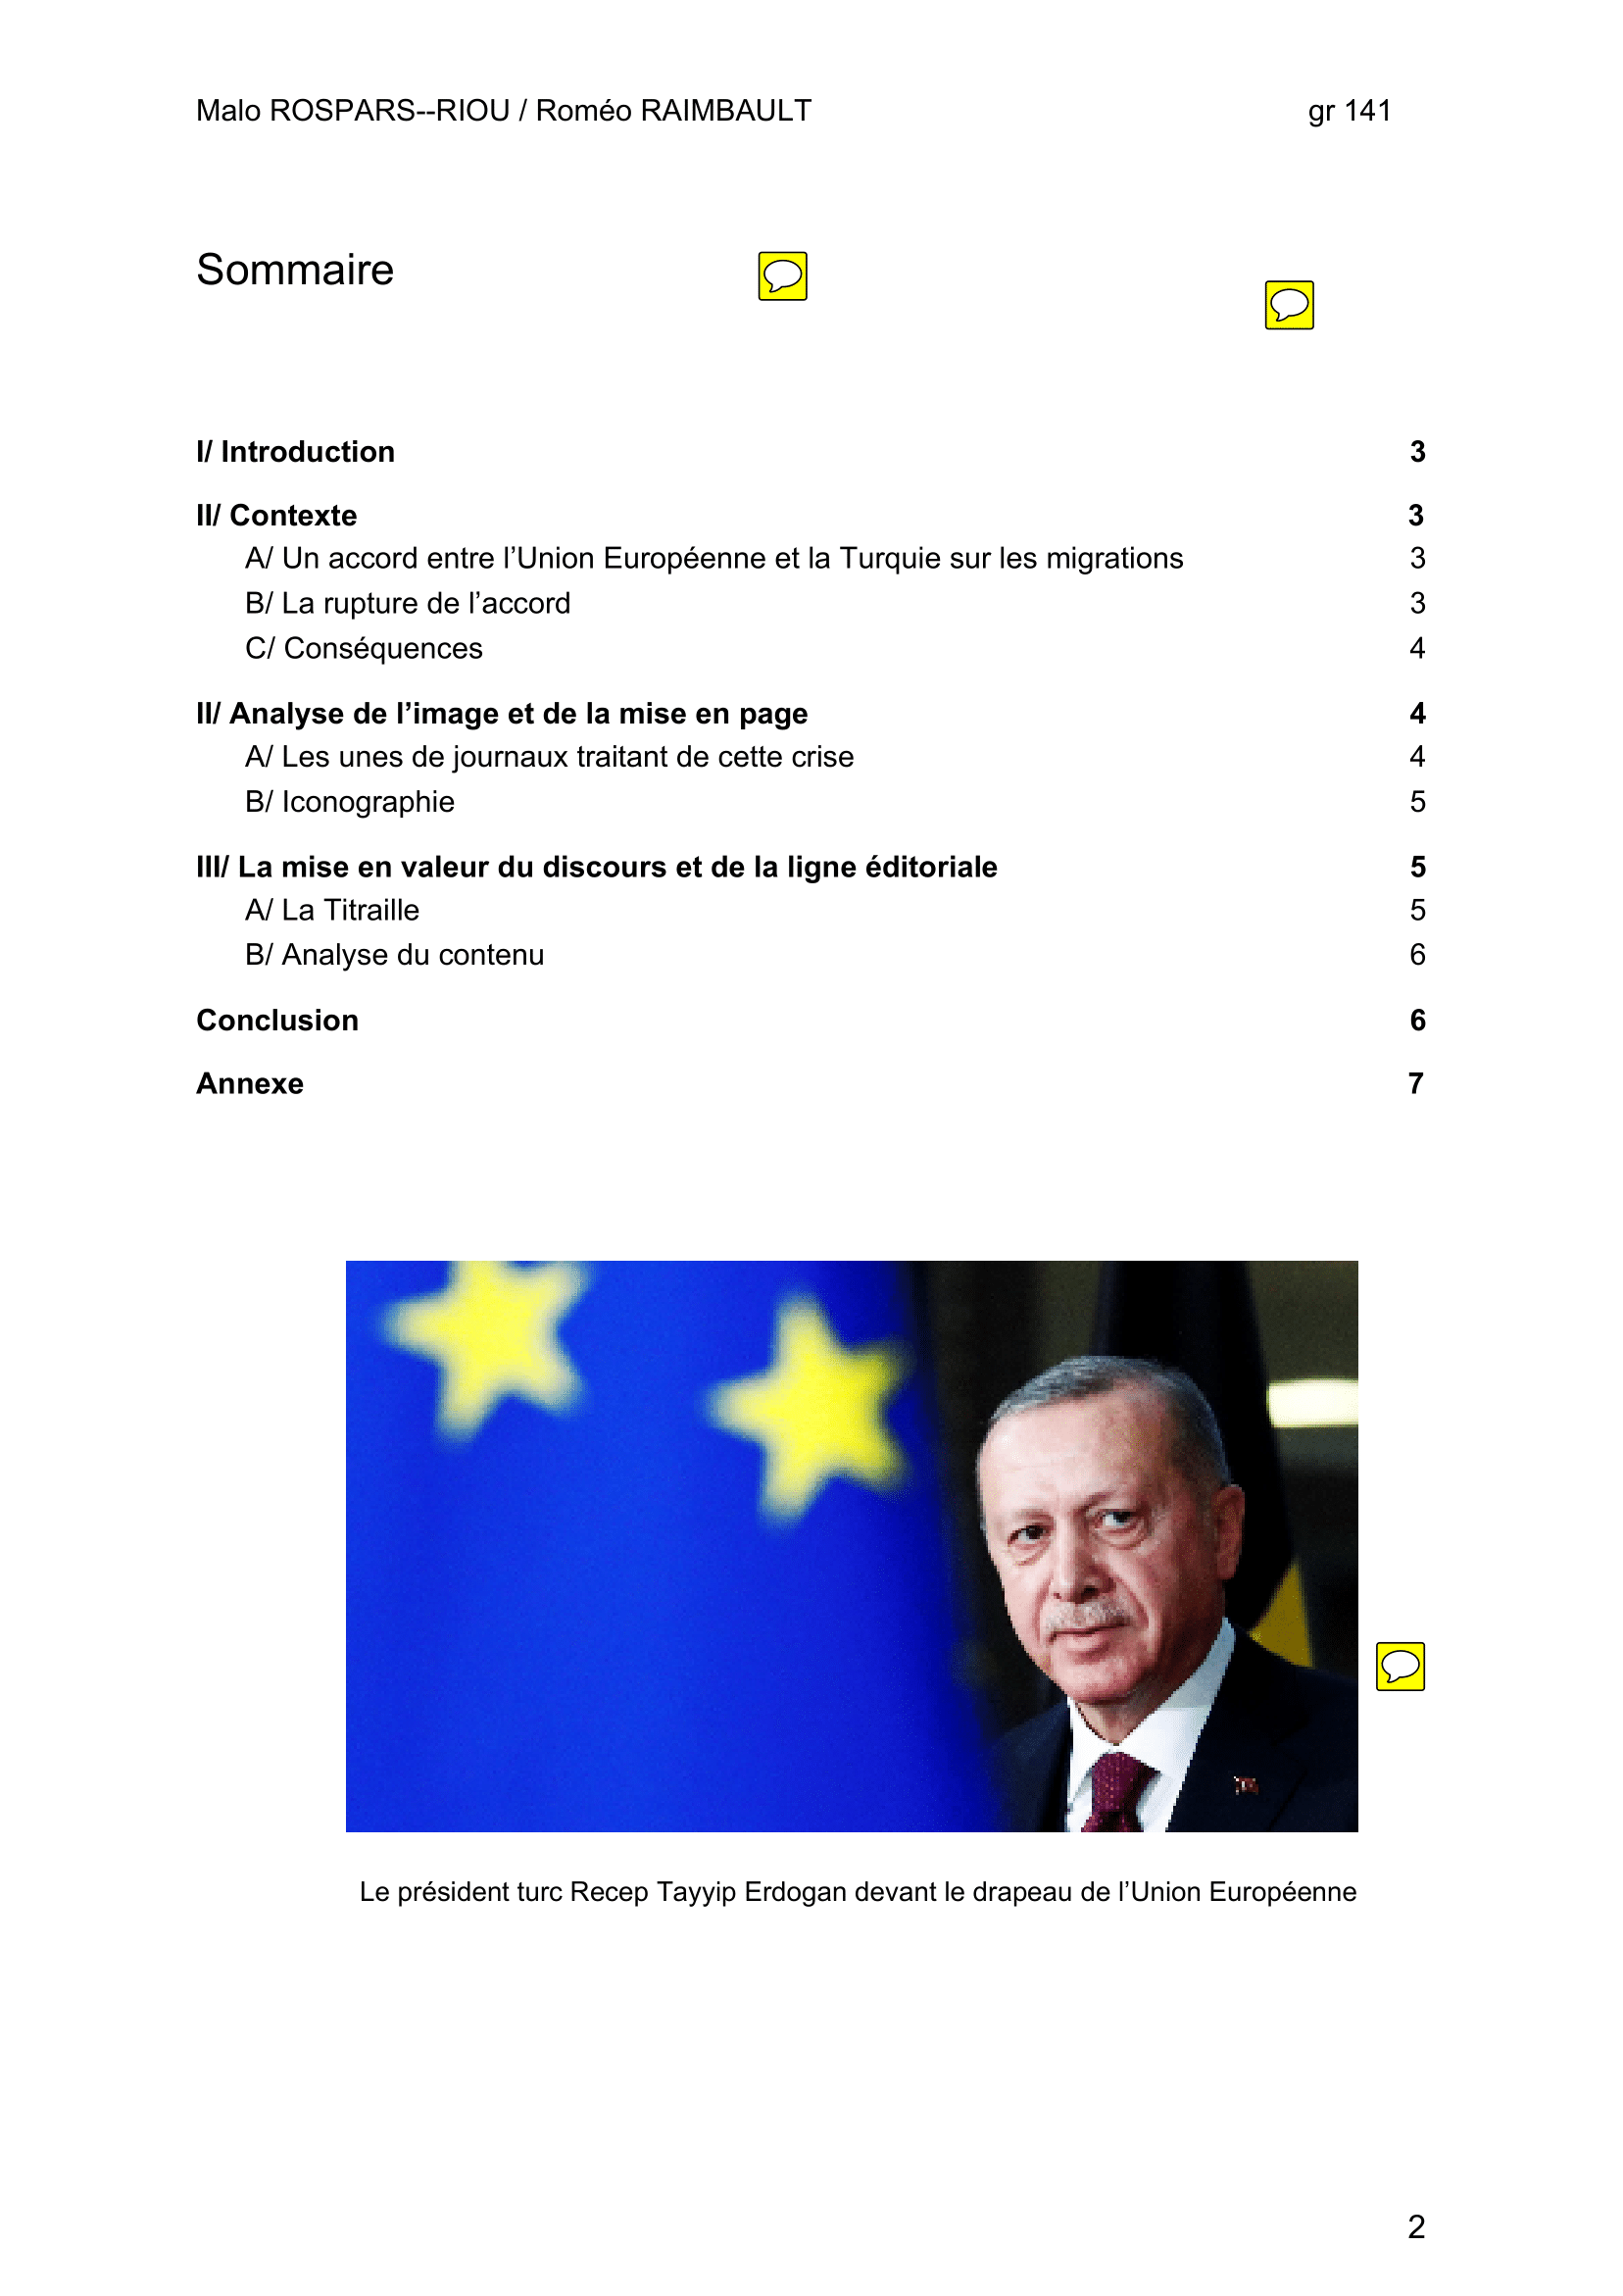 Malo ROSPARS--RIOU / Roméo RAIMBAULT gr 141
Sommaire
I/ Introduction 3
II/ Contexte 3
A/ Un accord entre l’Union Européenne et la Turquie sur les migrations 3
B/ La rupture de l’accord 3
C/ Conséquences 4
II/ Analyse de l’image et de la mise en page 4
A/ Les unes de journaux traitant de cette crise 4
B/ Iconographie 5
III/ La mise en valeur du discours et de la ligne éditoriale 5
A/ La Titraille 5
B/ Analyse du contenu 6
Conclusion 6
Annexe 7
Le président turc Recep Tayyip Erdogan devant le drapeau de l’Union Européenne
2